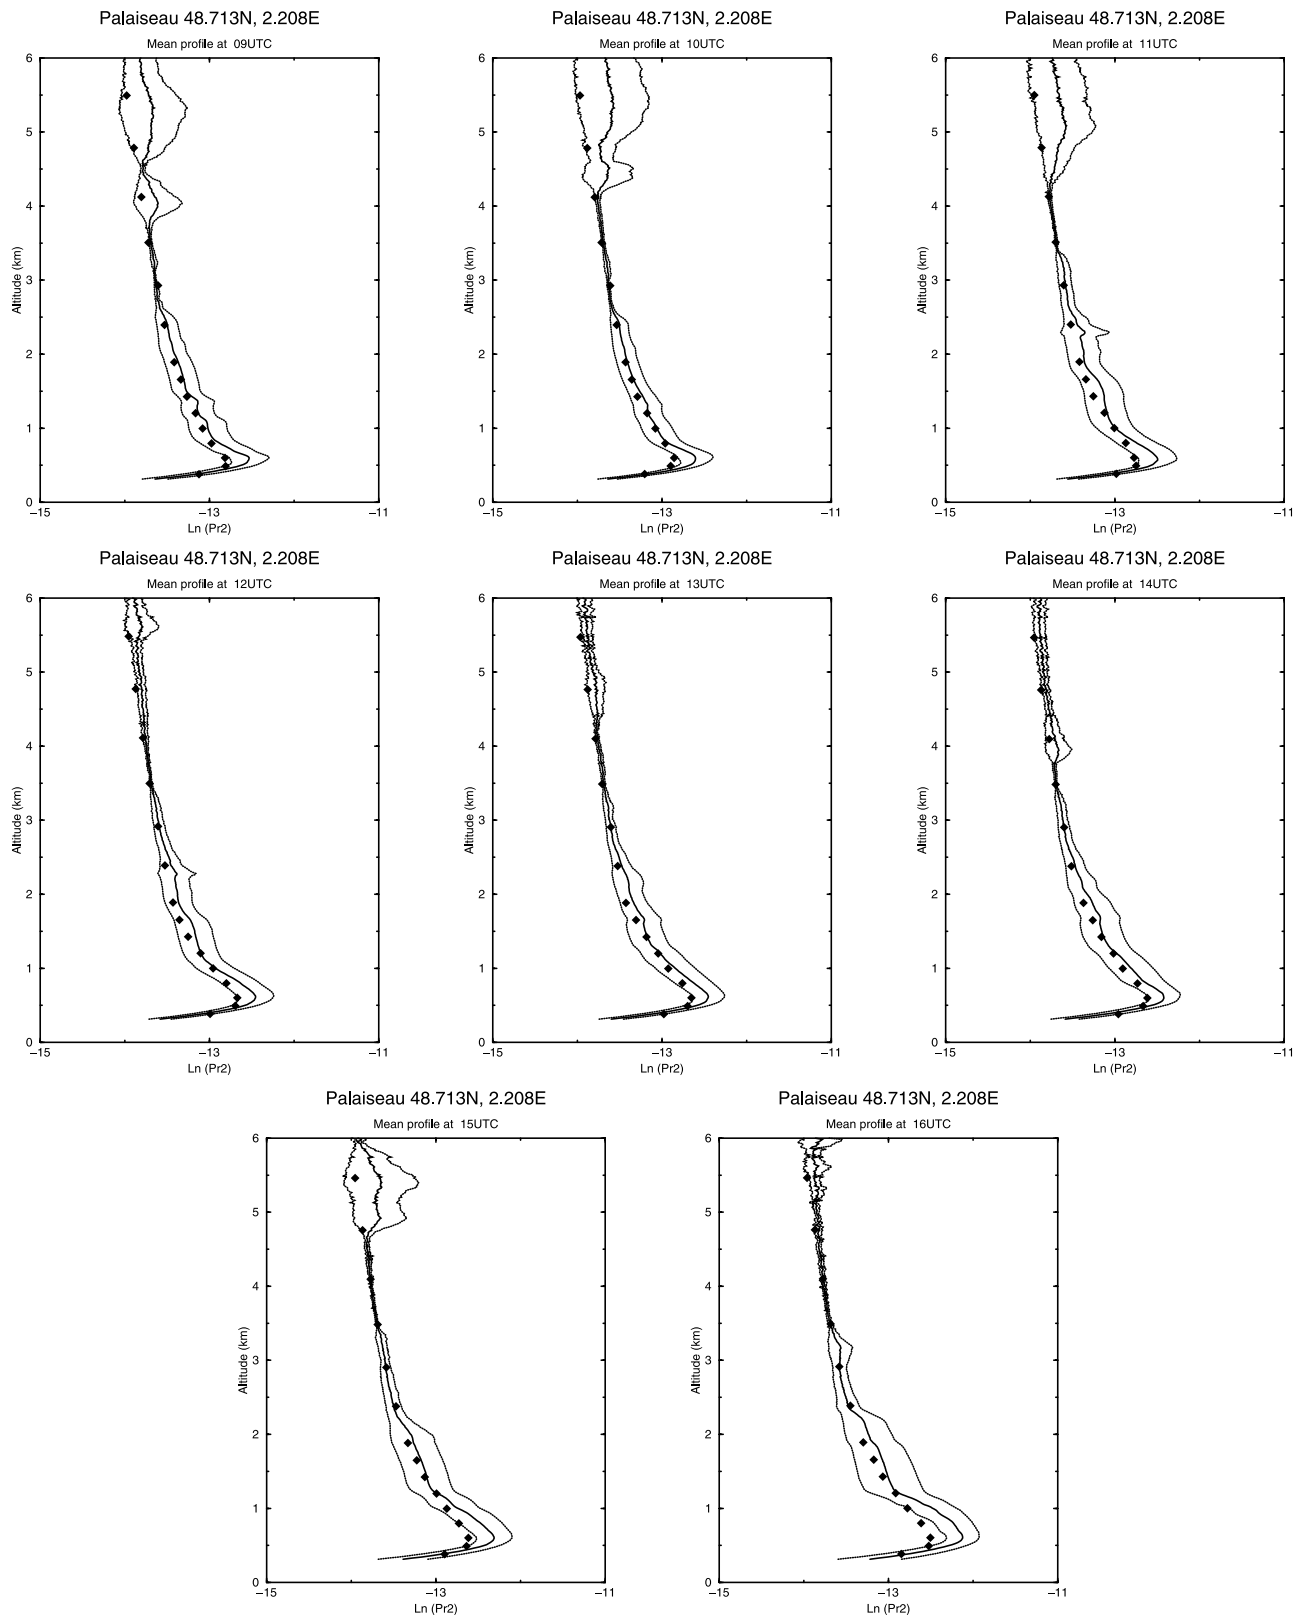 Palaiseau 48.713N, 2.208E
Mean profile at 09UTC
6
5
4
3
2
1
0
Altitude (km)
−15
−13
−11
Ln (Pr2)
Palaiseau 48.713N, 2.208E
Mean profile at 10UTC
6
5
4
3
2
1
0
Altitude (km)
−15
−13
−11
Ln (Pr2)
Palaiseau 48.713N, 2.208E
Mean profile at 11UTC
6
5
4
3
2
1
0
Altitude (km)
−15
−13
−11
Ln (Pr2)
Palaiseau 48.713N, 2.208E
Mean profile at 12UTC
6
5
4
3
2
1
0
Altitude (km)
−15
−13
−11
Ln (Pr2)
Palaiseau 48.713N, 2.208E
Mean profile at 13UTC
6
5
4
3
2
1
0
Altitude (km)
−15
−13
−11
Ln (Pr2)
Palaiseau 48.713N, 2.208E
Mean profile at 14UTC
6
5
4
3
2
1
0
Altitude (km)
−15
−13
−11
Ln (Pr2)
Palaiseau 48.713N, 2.208E
Mean profile at 15UTC
6
5
4
3
2
1
0
Altitude (km)
−15
−13
−11
Ln (Pr2)
Palaiseau 48.713N, 2.208E
Mean profile at 16UTC
6
5
4
3
2
1
0
Altitude (km)
−15
−13
−11
Ln (Pr2)